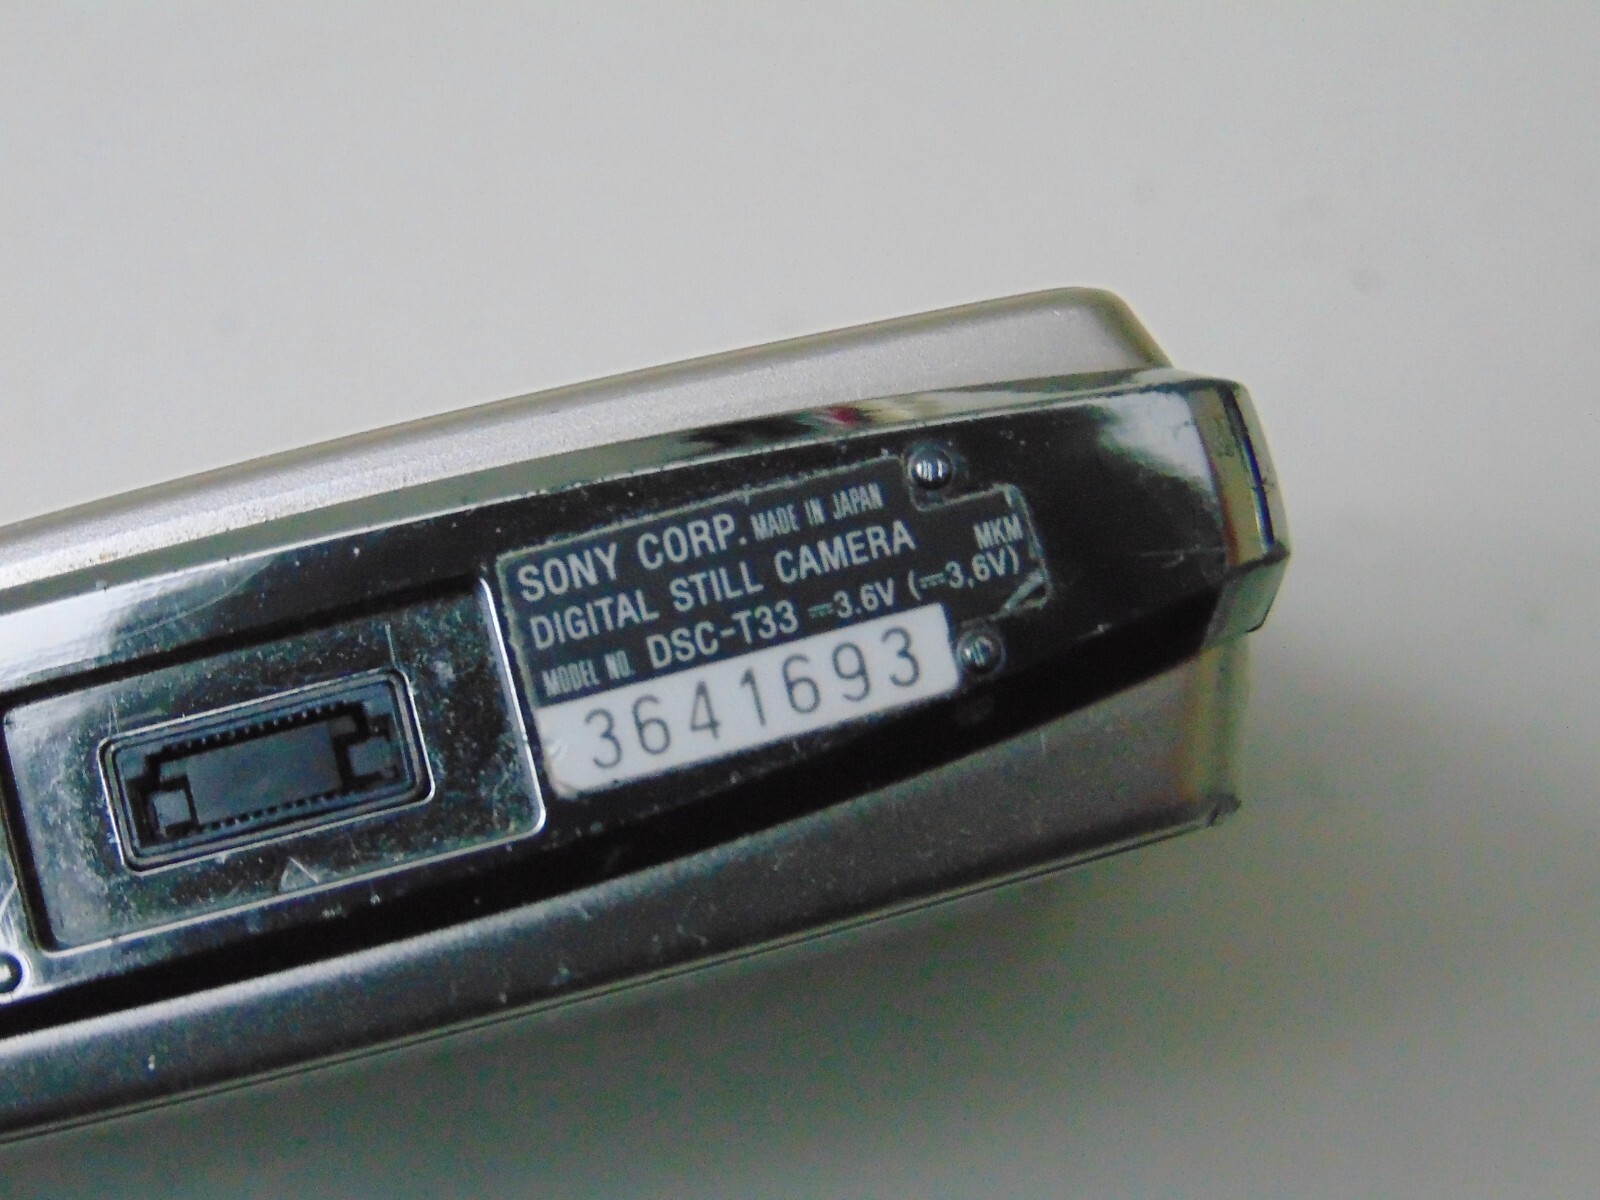 SONY CORP. MADE IN JAPAN
DIGITAL STILL CAMERA MKM
MODEL NO. DSC-T33 ⎓3.6V (⎓3,6V)
3641693